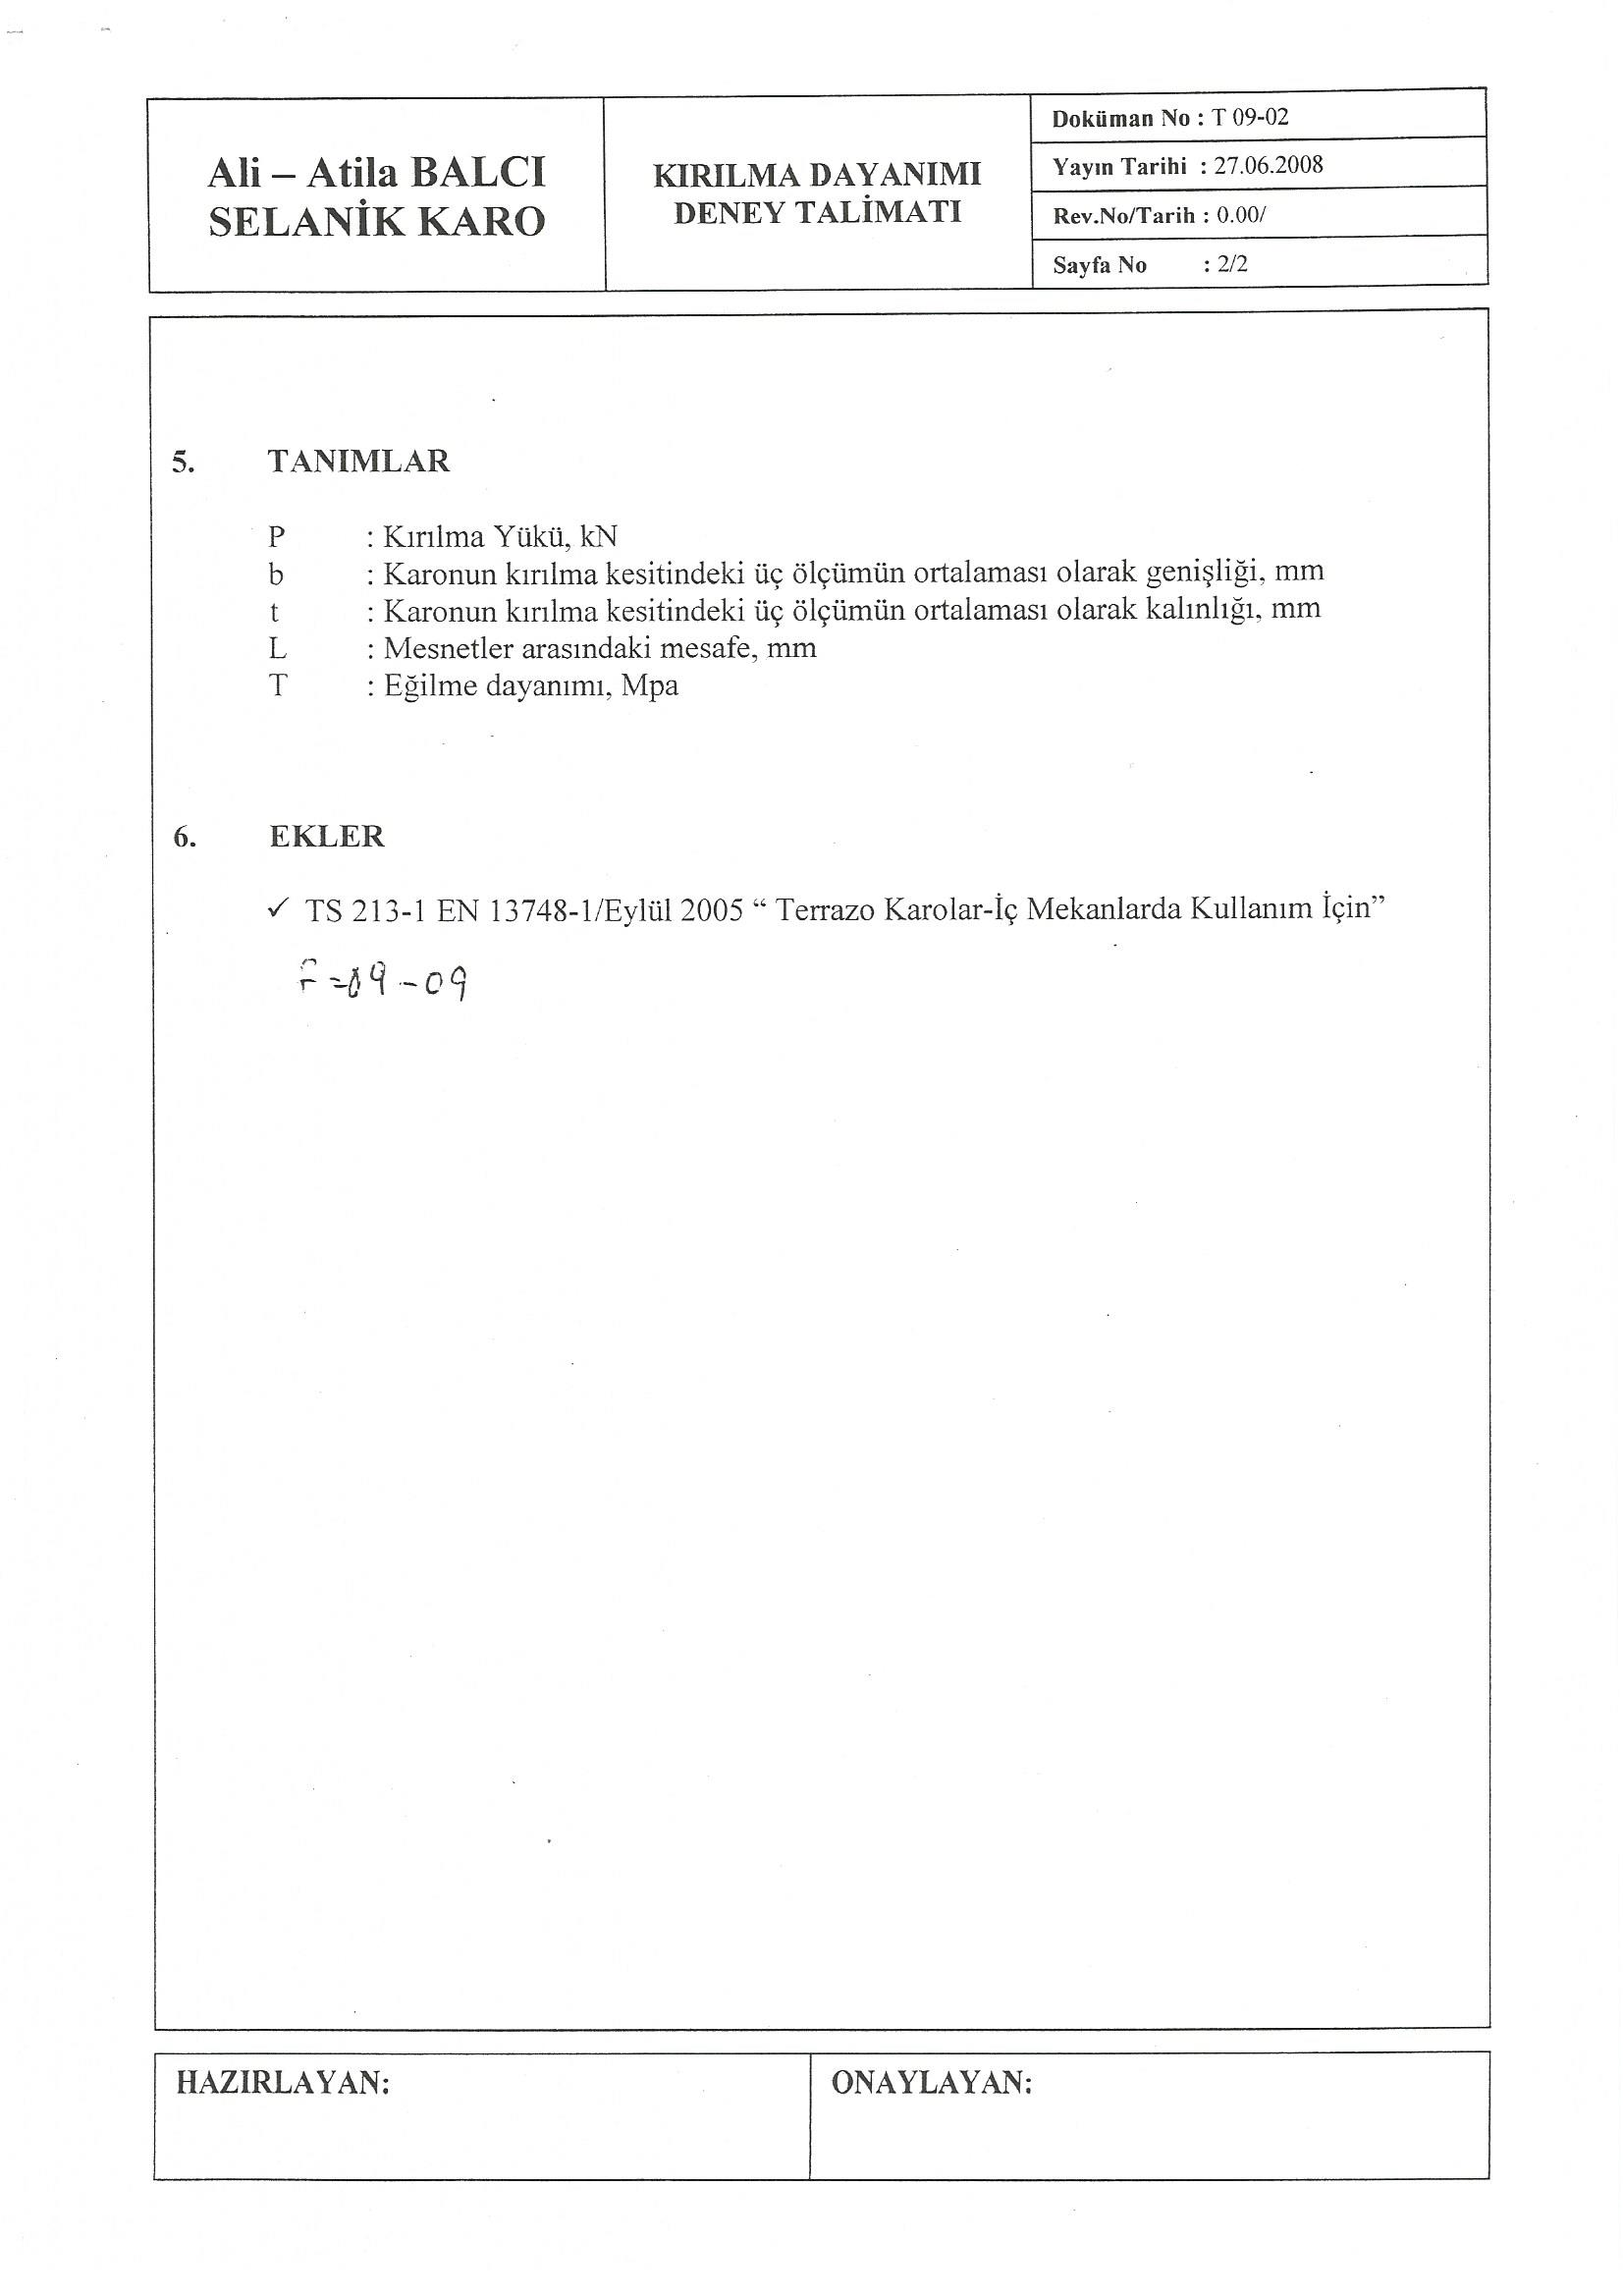 Ali – Atila BALCI
SELANİK KARO
KIRILMA DAYANIMI
DENEY TALİMATI
Doküman No : T 09-02
Yayın Tarihi : 27.06.2008
Rev.No/Tarih : 0.00/
Sayfa No : 2/2
5. TANIMLAR
P : Kırılma Yükü, kN
b : Karonun kırılma kesitindeki üç ölçümün ortalaması olarak genişliği, mm
t : Karonun kırılma kesitindeki üç ölçümün ortalaması olarak kalınlığı, mm
L : Mesnetler arasındaki mesafe, mm
T : Eğilme dayanımı, Mpa
6. EKLER
✓ TS 213-1 EN 13748-1/Eylül 2005 “ Terrazo Karolar-İç Mekanlarda Kullanım İçin”
F=09-09
HAZIRLAYAN:
ONAYLAYAN: